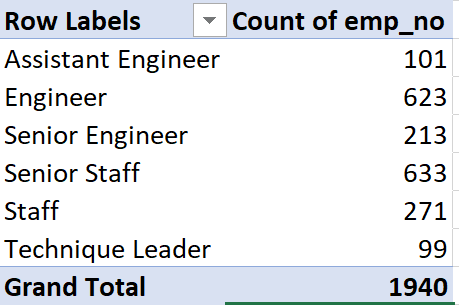 Row Labels Count of emp_no
Assistant Engineer 101
Engineer 623
Senior Engineer 213
Senior Staff 633
Staff 271
Technique Leader 99
Grand Total 1940